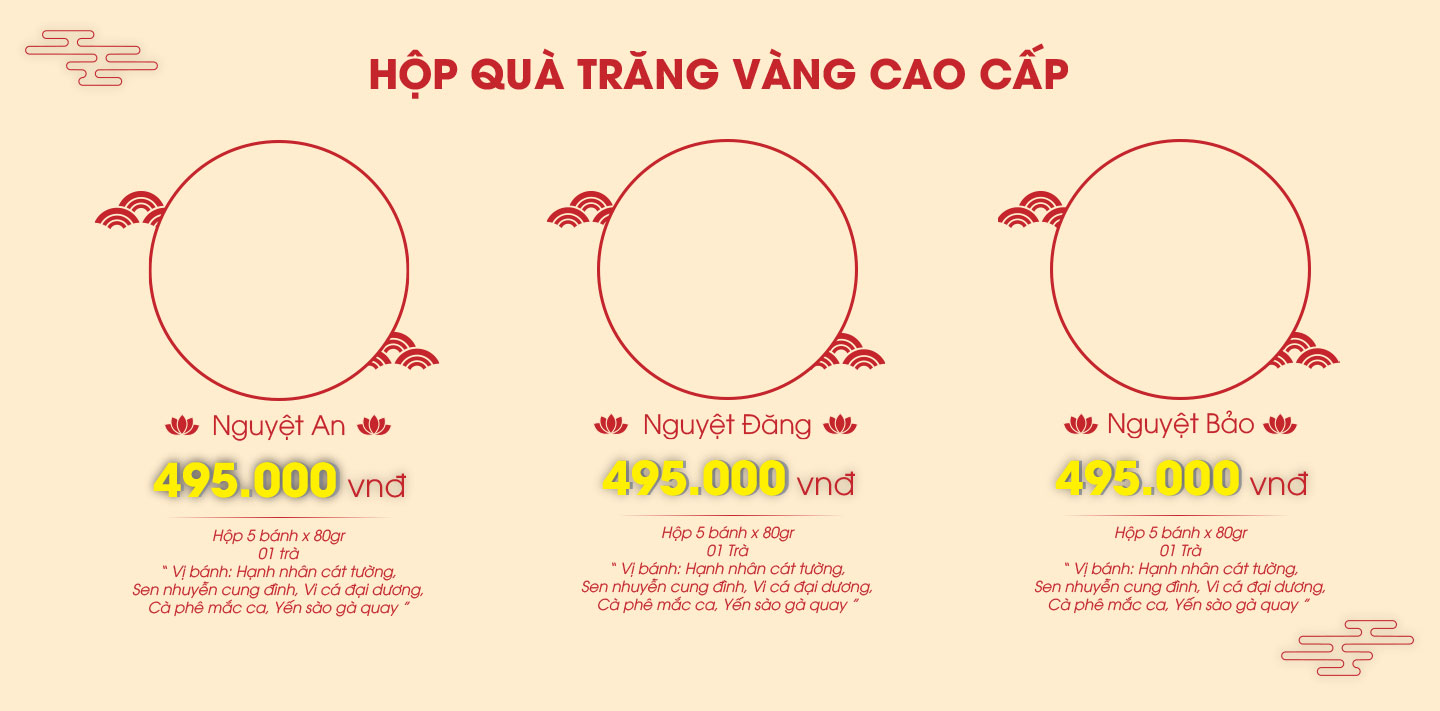 HỘP QUÀ TRĂNG VÀNG CAO CẤP
Nguyệt An
495.000 vnđ
Hộp 5 bánh x 80gr
01 trà
“ Vị bánh: Hạnh nhân cát tường,
Sen nhuyễn cung đình, Vi cá đại dương,
Cà phê mắc ca, Yến sào gà quay ”
Nguyệt Đăng
495.000 vnđ
Hộp 5 bánh x 80gr
01 Trà
“ Vị bánh: Hạnh nhân cát tường,
Sen nhuyễn cung đình, Vi cá đại dương,
Cà phê mắc ca, Yến sào gà quay “
Nguyệt Bảo
495.000 vnđ
Hộp 5 bánh x 80gr
01 Trà
“ Vị bánh: Hạnh nhân cát tường,
Sen nhuyễn cung đình, Vi cá đại dương,
Cà phê mắc ca, Yến sào gà quay ”